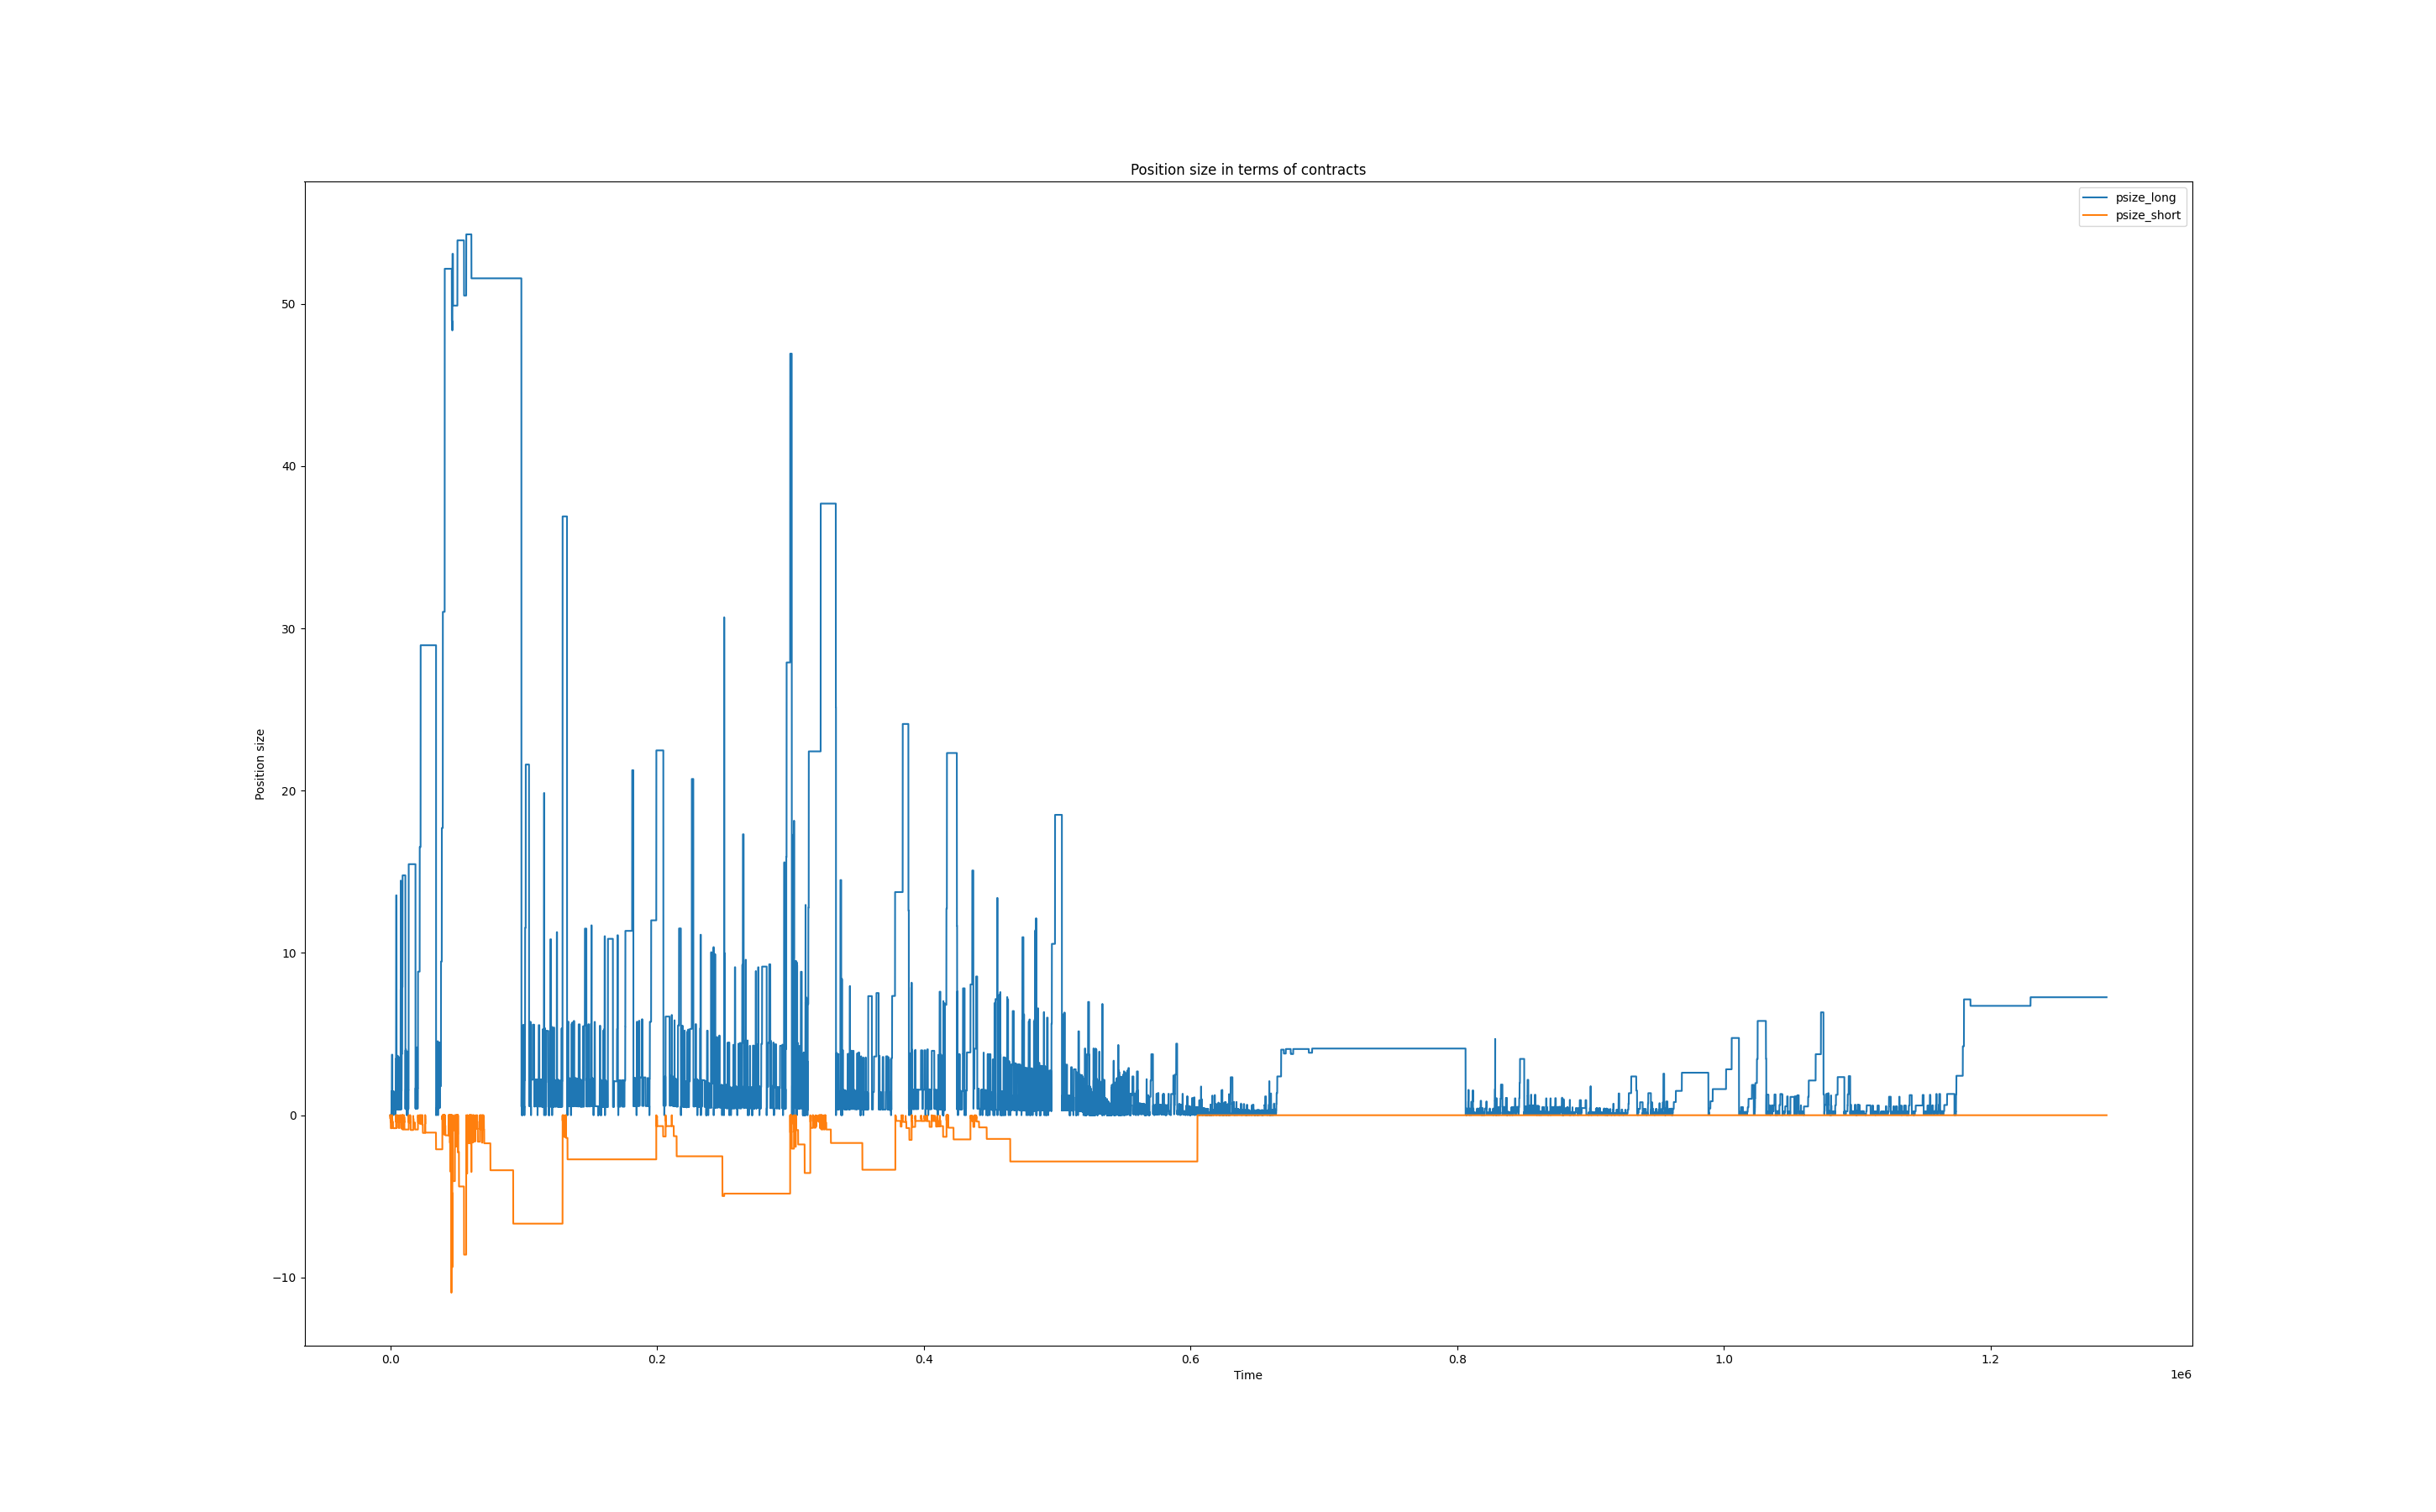 Position size in terms of contracts
psize_long
psize_short
Position size
50
40
30
20
10
0
−10
0.0 0.2 0.4 0.6 0.8 1.0 1.2
Time
1e6